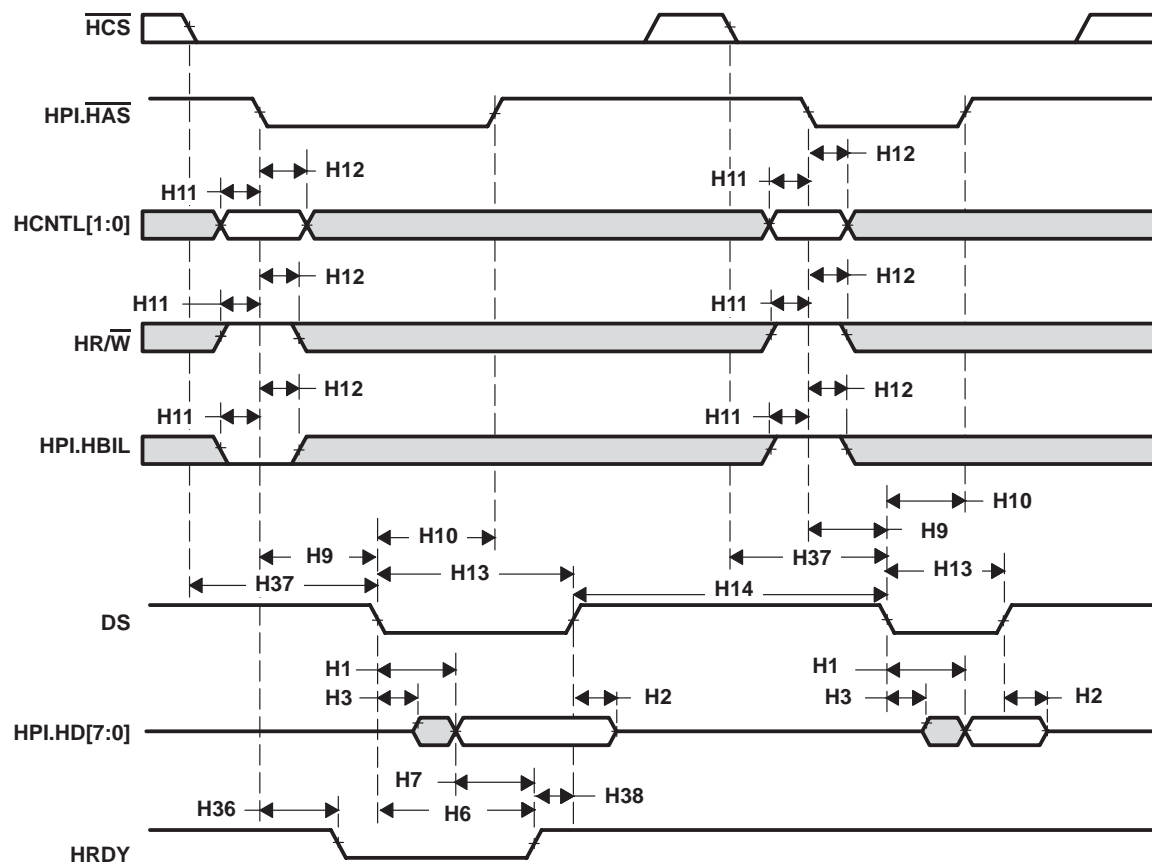 HCS
HPI.HAS
H12
H12
H11
H11
HCNTL[1:0]
H12
H12
H11
H11
HR/W
H12
H12
H11
H11
HPI.HBIL
H10
H10
H9
H9
H37
H37
H13
H13
H14
DS
H1
H1
H3
H2
H3
H2
HPI.HD[7:0]
H7
H38
H36
H6
HRDY